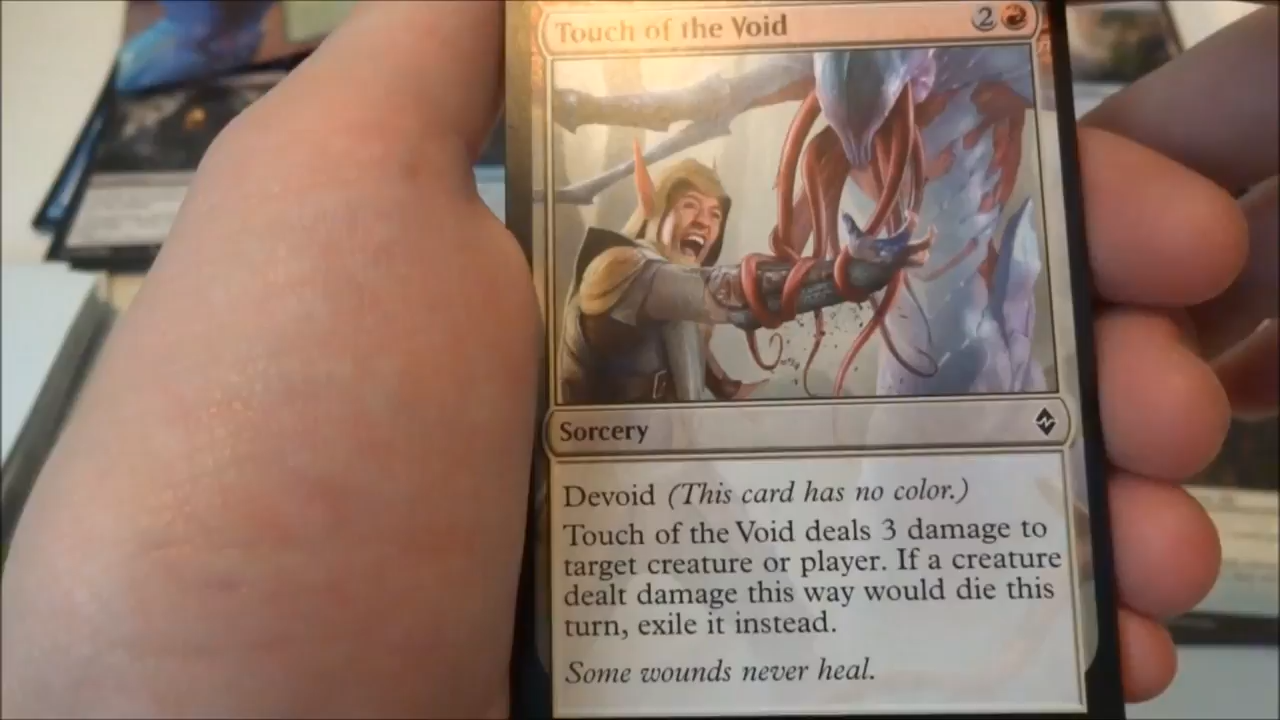 Touch of the Void 2
Sorcery
Devoid (This card has no color.)
Touch of the Void deals 3 damage to
target creature or player. If a creature
dealt damage this way would die this
turn, exile it instead.
Some wounds never heal.